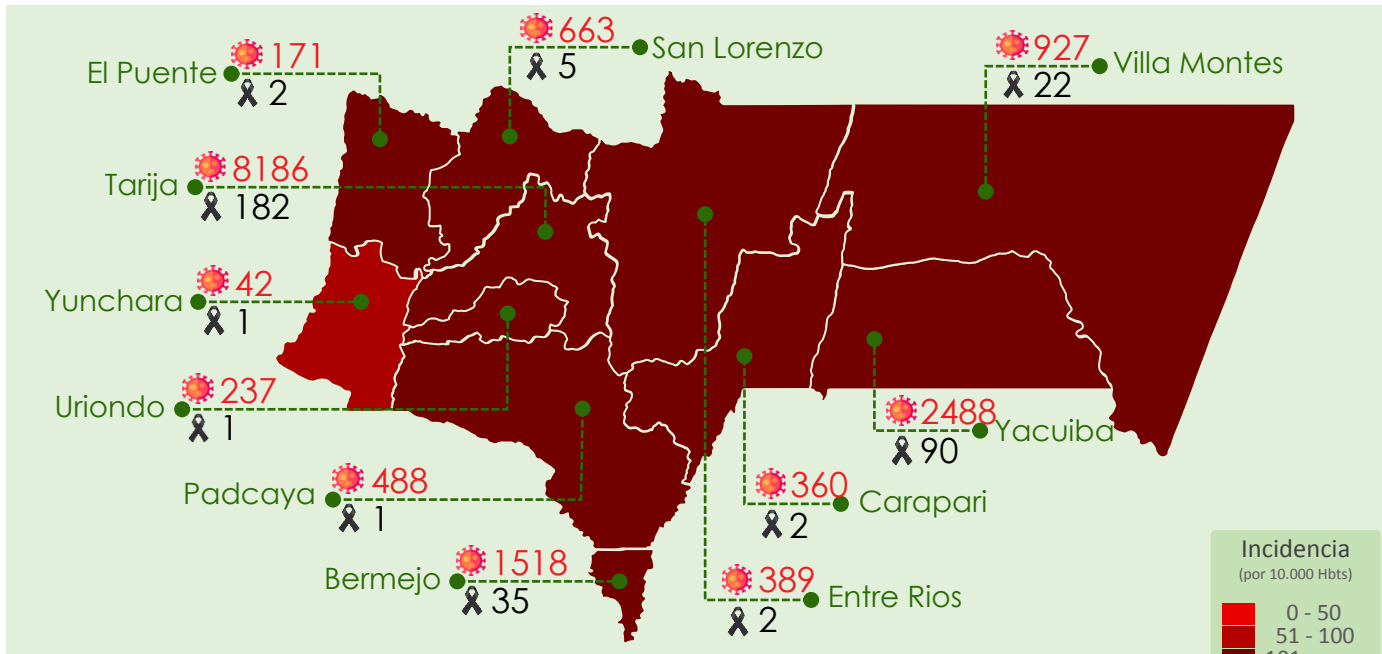 El Puente
171
2
663
5
San Lorenzo
927
22
Villa Montes
Tarija
8186
182
Yunchara
42
1
Uriondo
237
1
Padcaya
488
1
Bermejo
1518
35
2488
90
Yacuiba
360
2
Carapari
389
2
Entre Rios
Incidencia
(por 10.000 Hbts)
0 - 50
51 - 100